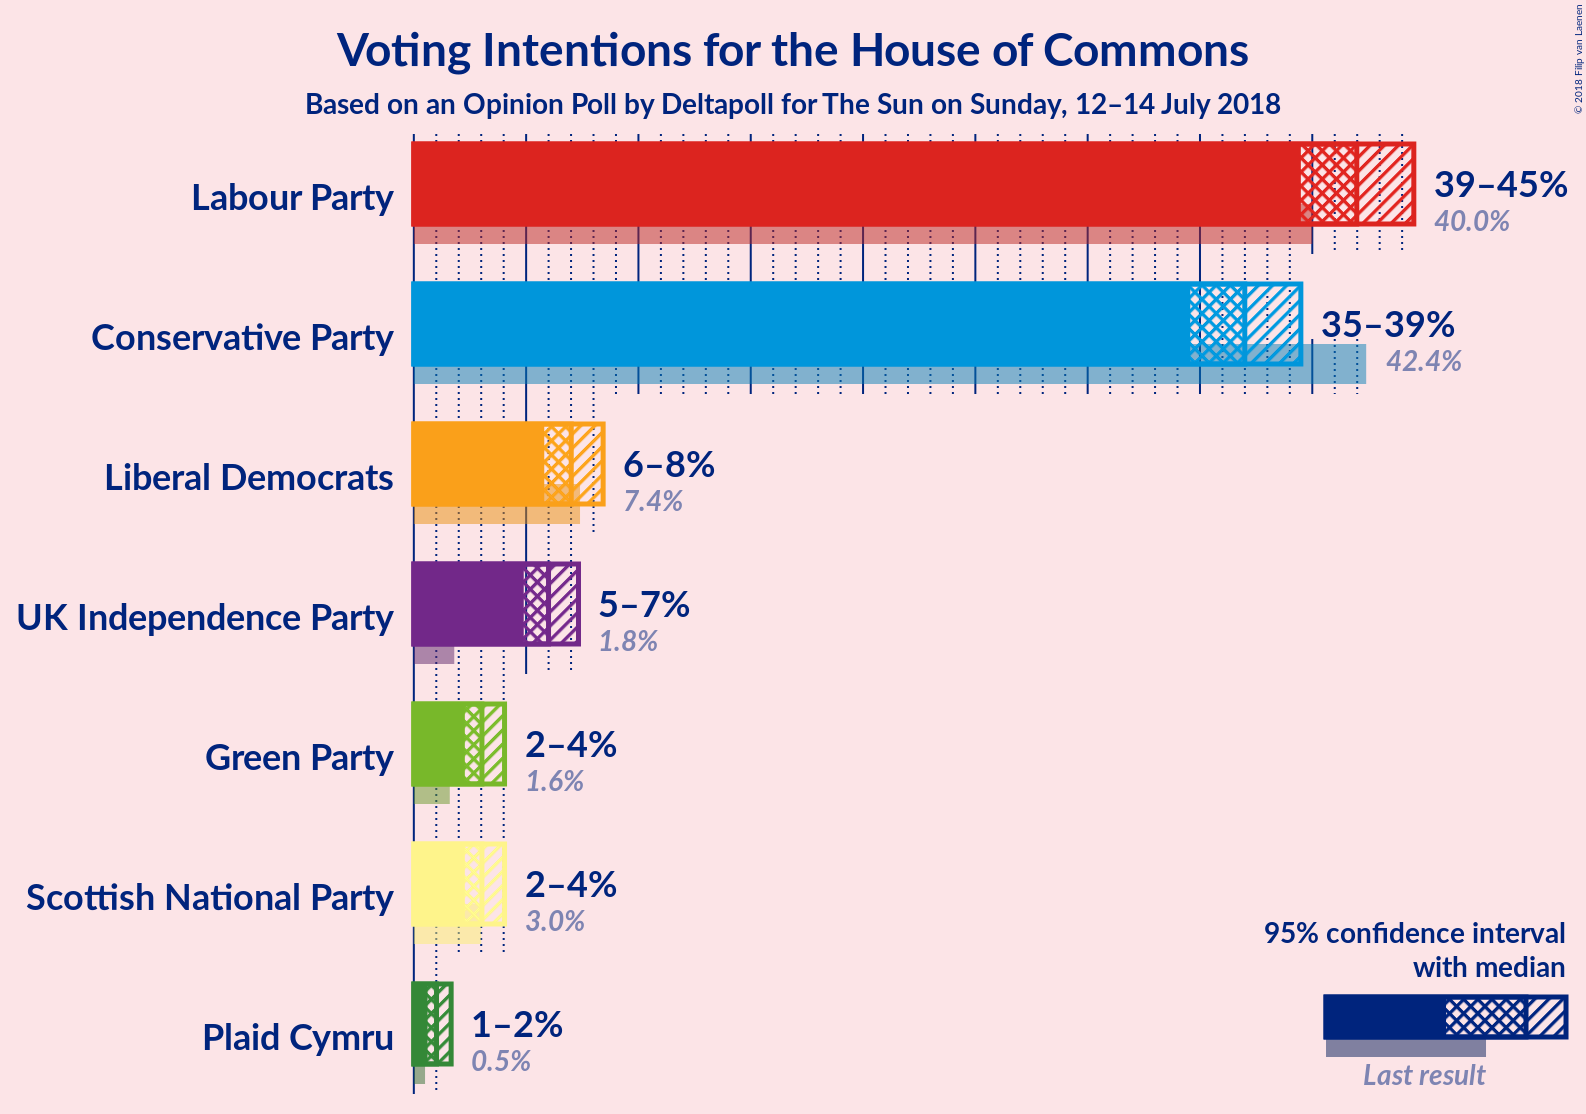 Voting Intentions for the House of Commons
Based on an Opinion Poll by Deltapoll for The Sun on Sunday, 12–14 July 2018
© 2018 Filip van Laenen
Labour Party
39–45%
40.0%
Conservative Party
35–39%
42.4%
Liberal Democrats
6–8%
7.4%
UK Independence Party
5–7%
1.8%
Green Party
2–4%
1.6%
Scottish National Party
2–4%
3.0%
Plaid Cymru
1–2%
0.5%
95% confidence interval
with median
Last result